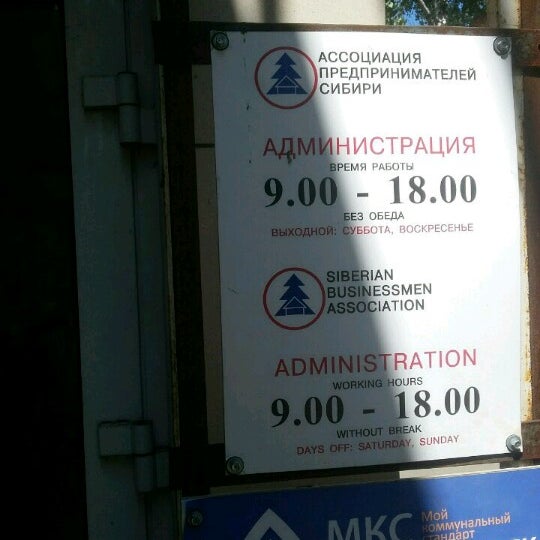 АССОЦИАЦИЯ
ПРЕДПРИНИМАТЕЛЕЙ
СИБИРИ
АДМИНИСТРАЦИЯ
ВРЕМЯ РАБОТЫ
9.00 - 18.00
БЕЗ ОБЕДА
ВЫХОДНОЙ: СУББОТА, ВОСКРЕСЕНЬЕ
SIBERIAN
BUSINESSMEN
ASSOCIATION
ADMINISTRATION
WORKING HOURS
9.00 - 18.00
WITHOUT BREAK
DAYS OFF: SATURDAY, SUNDAY
МКС
Мой
коммунальный
стандарт